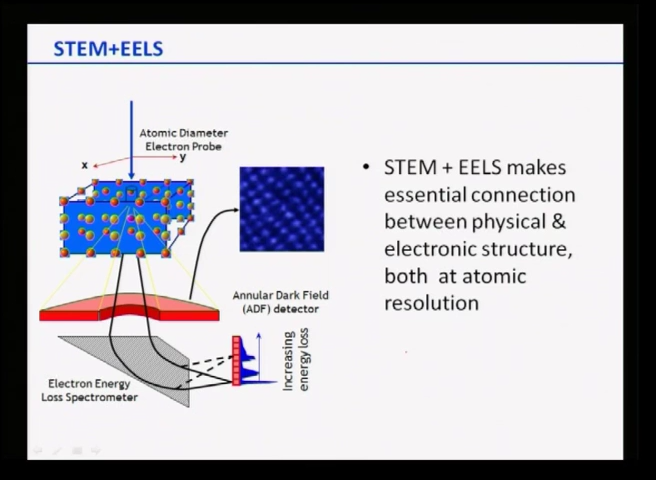 STEM+EELS
Atomic Diameter
Electron Probe
x
y
Annular Dark Field
(ADF) detector
Increasing
energy loss
Electron Energy
Loss Spectrometer
• STEM + EELS makes
essential connection
between physical &
electronic structure,
both at atomic
resolution